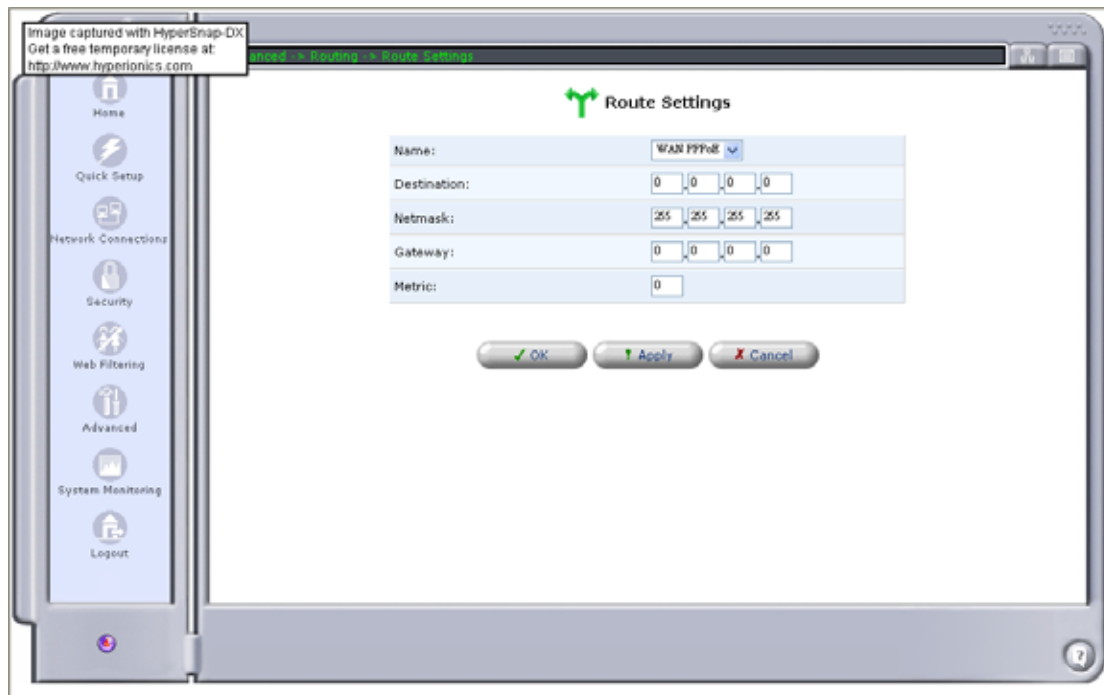 Image captured with HyperSnap-DX
Get a free temporary license at:
http://www.hyperionics.com
anced -> Routing -> Route Settings
Home
Quick Setup
Network Connections
Security
Web Filtering
Advanced
System Monitoring
Logout
Route Settings
Name: WAN PPPoE
Destination: 0 .0 .0 .0
Netmask: 255 .255 .255 .255
Gateway: 0 .0 .0 .0
Metric: 0
OK ! Apply Cancel
?